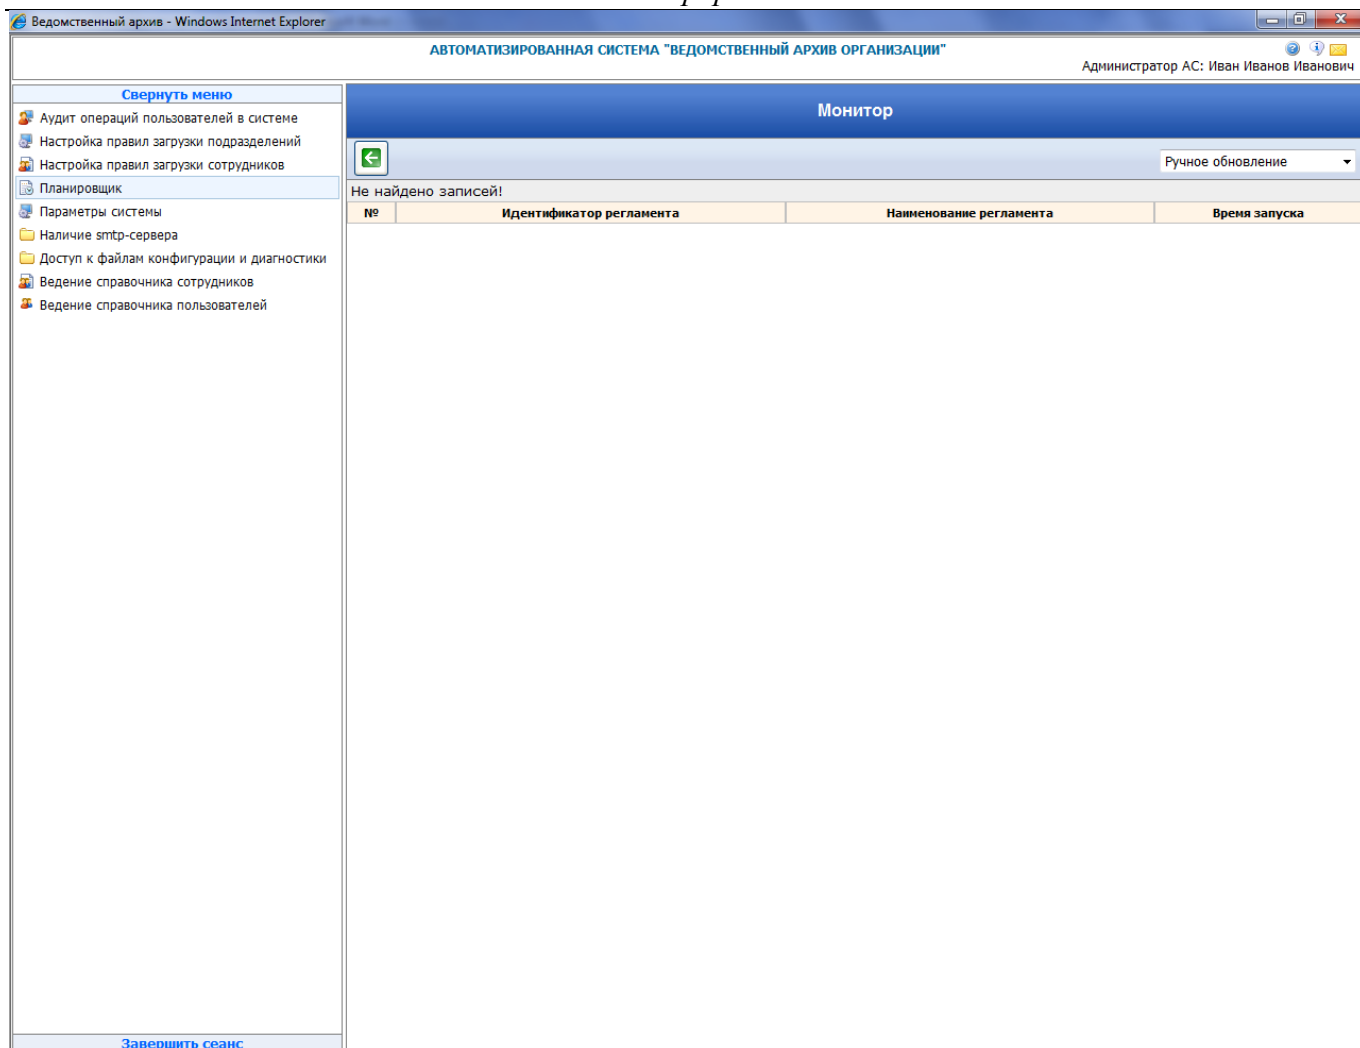 Ведомственный архив - Windows Internet Explorer
АВТОМАТИЗИРОВАННАЯ СИСТЕМА "ВЕДОМСТВЕННЫЙ АРХИВ ОРГАНИЗАЦИИ"
Администратор АС: Иван Иванов Иванович
Свернуть меню
Аудит операций пользователей в системе
Настройка правил загрузки подразделений
Настройка правил загрузки сотрудников
Планировщик
Параметры системы
Наличие smtp-сервера
Доступ к файлам конфигурации и диагностики
Ведение справочника сотрудников
Ведение справочника пользователей
Завершить сеанс
Монитор
Ручное обновление
Не найдено записей!
№ Идентификатор регламента Наименование регламента Время запуска